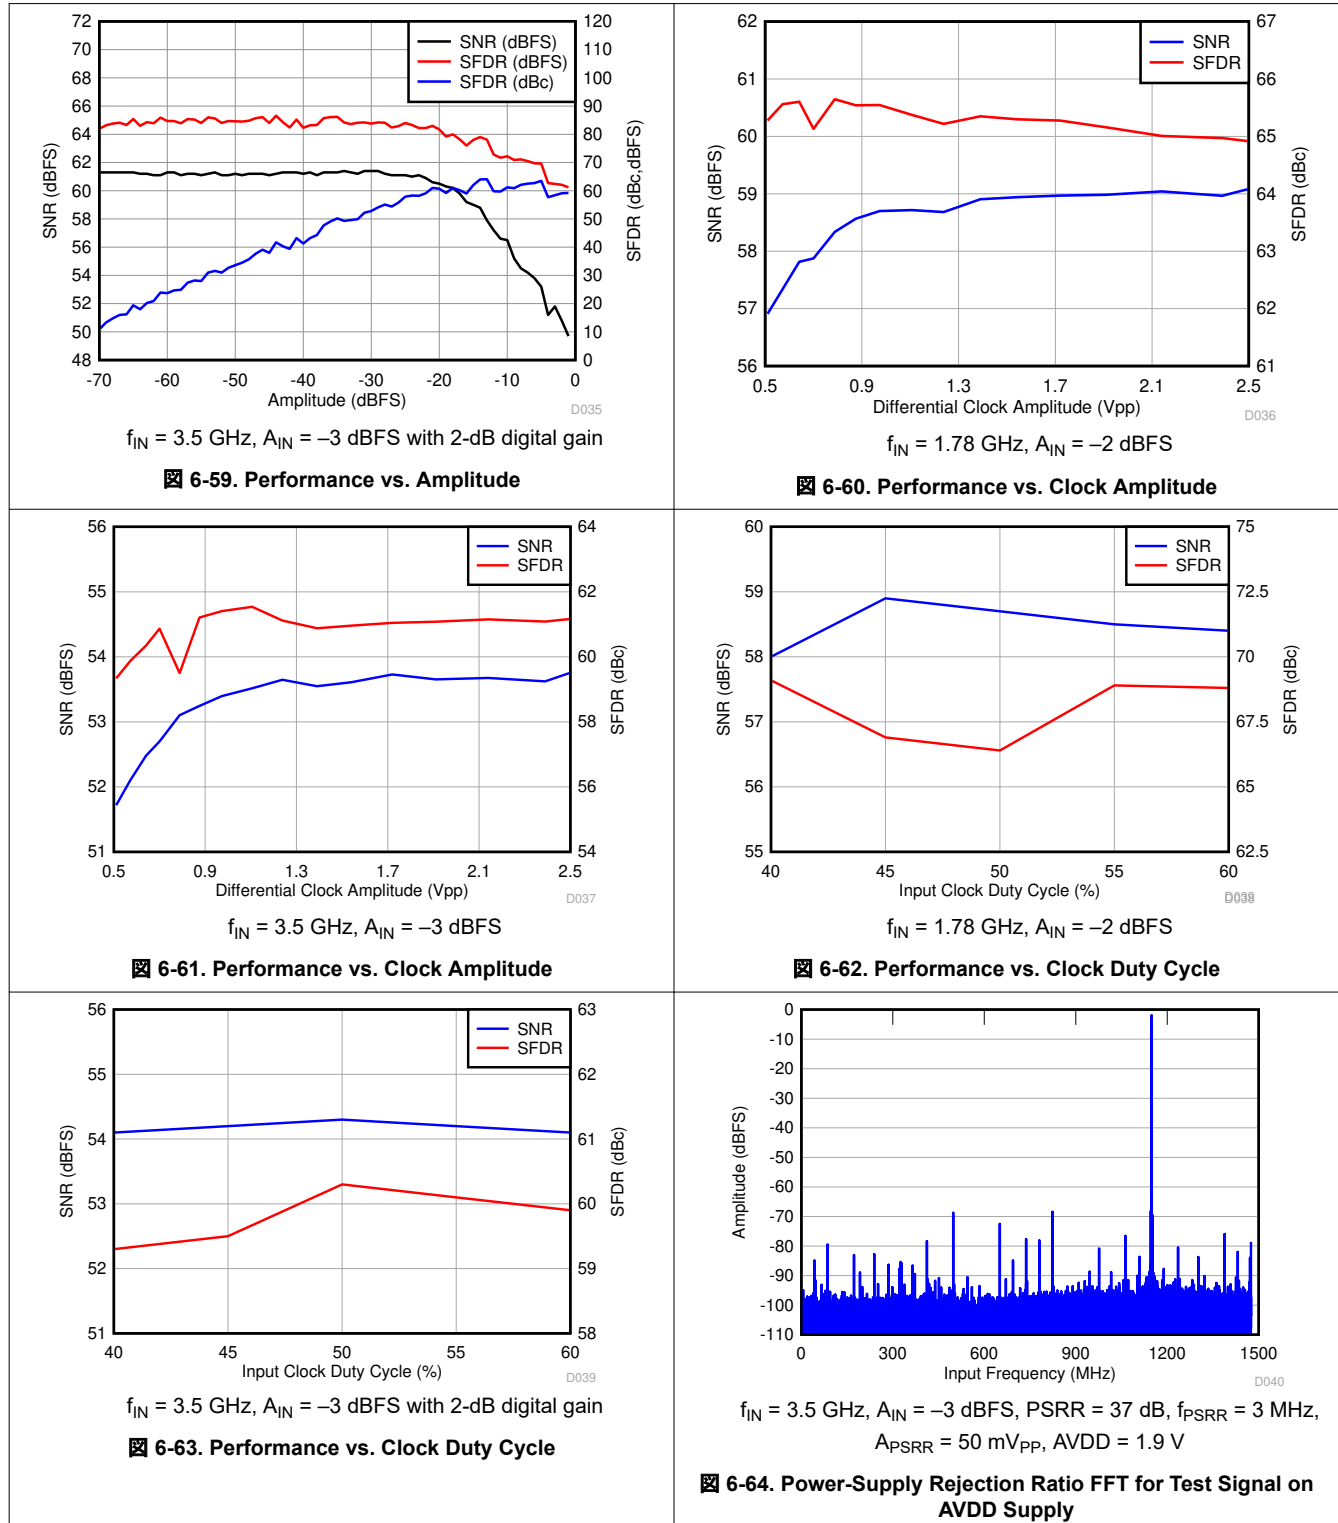 72
70
68
66
64
62
60
58
56
54
52
50
48
120
110
100
90
80
70
60
50
40
30
20
10
0
SNR (dBFS)
SFDR (dBFS)
SFDR (dBc)
SNR (dBFS)
SFDR (dBc,dBFS)
-70 -60 -50 -40 -30 -20 -10 0
Amplitude (dBFS)
D035
fIN = 3.5 GHz, AIN = –3 dBFS with 2-dB digital gain
図 6-59. Performance vs. Amplitude
62
61
60
59
58
57
56
67
66
65
64
63
62
61
SNR
SFDR
SNR (dBFS)
SFDR (dBc)
0.5 0.9 1.3 1.7 2.1 2.5
Differential Clock Amplitude (Vpp)
D036
fIN = 1.78 GHz, AIN = –2 dBFS
図 6-60. Performance vs. Clock Amplitude
56
55
54
53
52
51
64
62
60
58
56
54
SNR
SFDR
SNR (dBFS)
SFDR (dBc)
0.5 0.9 1.3 1.7 2.1 2.5
Differential Clock Amplitude (Vpp)
D037
fIN = 3.5 GHz, AIN = –3 dBFS
図 6-61. Performance vs. Clock Amplitude
60
59
58
57
56
55
75
72.5
70
67.5
65
62.5
SNR
SFDR
SNR (dBFS)
SFDR (dBc)
40 45 50 55 60
Input Clock Duty Cycle (%)
fIN = 1.78 GHz, AIN = –2 dBFS
図 6-62. Performance vs. Clock Duty Cycle
56
55
54
53
52
51
63
62
61
60
59
58
SNR
SFDR
SNR (dBFS)
SFDR (dBc)
40 45 50 55 60
Input Clock Duty Cycle (%)
D039
fIN = 3.5 GHz, AIN = –3 dBFS with 2-dB digital gain
図 6-63. Performance vs. Clock Duty Cycle
0
-10
-20
-30
-40
-50
-60
-70
-80
-90
-100
-110
Amplitude (dBFS)
0 300 600 900 1200 1500
Input Frequency (MHz)
D040
fIN = 3.5 GHz, AIN = –3 dBFS, PSRR = 37 dB, fPSRR = 3 MHz,
APSRR = 50 mVPP, AVDD = 1.9 V
図 6-64. Power-Supply Rejection Ratio FFT for Test Signal on
AVDD Supply